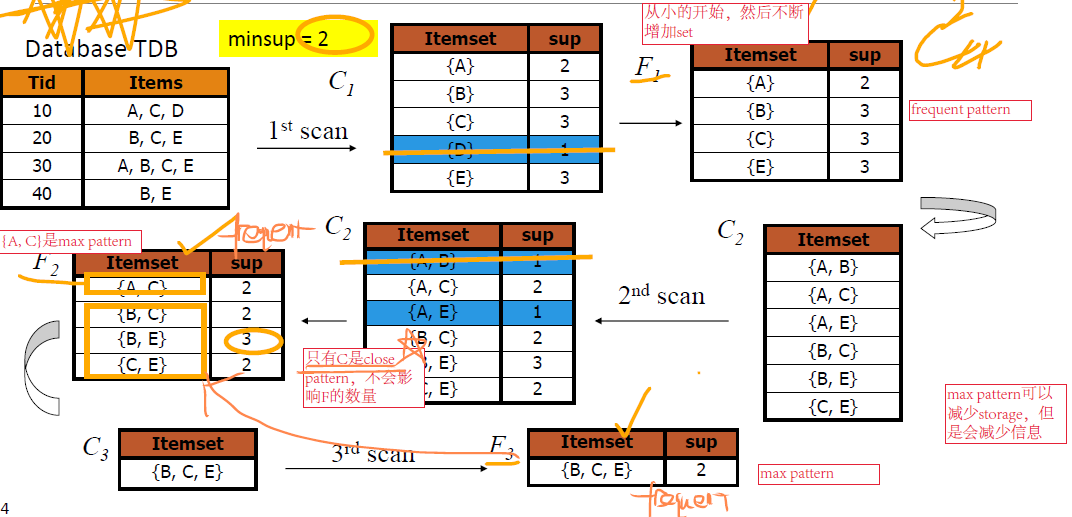 Database TDB
minsup = 2
Tid Items
10 A, C, D
20 B, C, E
30 A, B, C, E
40 B, E
1st scan
C1
Itemset sup
{A} 2
{B} 3
{C} 3
{D} 1
{E} 3
从小的开始，然后不断
增加set
F1
Itemset sup
{A} 2
{B} 3
{C} 3
{E} 3
frequent pattern
C2
Itemset
{A, B}
{A, C}
{A, E}
{B, C}
{B, E}
{C, E}
2nd scan
C2
Itemset sup
{A, B} 1
{A, C} 2
{A, E} 1
{B, C} 2
B, E} 3
C, E} 2
只有C是close
pattern，不会影
响F的数量
{A, C}是max pattern
frequent
F2
Itemset sup
{A, C} 2
{B, C} 2
{B, E} 3
{C, E} 2
max pattern可以
减少storage，但
是会减少信息
C3
Itemset
{B, C, E}
3rd scan
F3
Itemset sup
{B, C, E} 2
max pattern
frequent
4